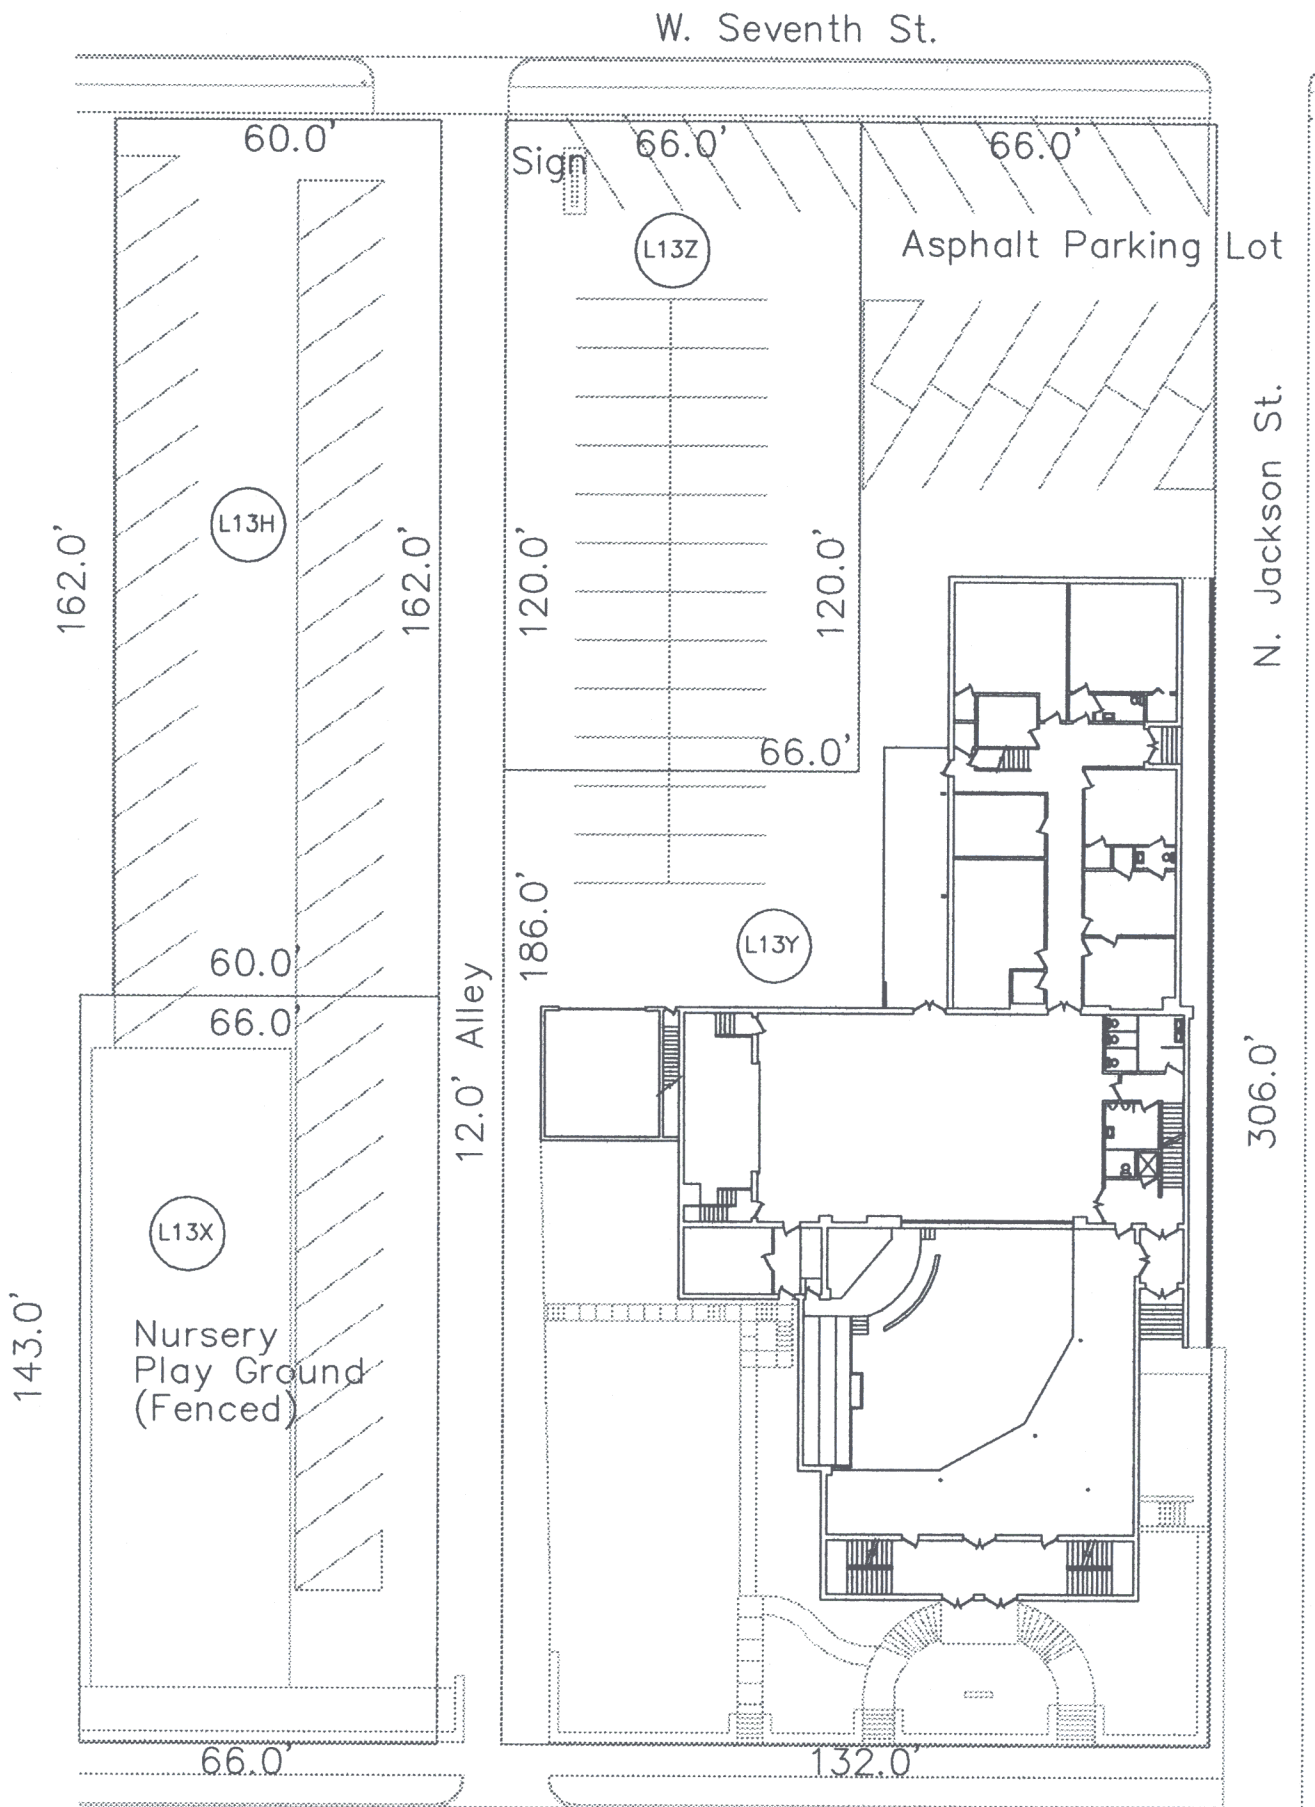 W. Seventh St.
60.0'
66.0'
66.0'
Sign
L13Z
Asphalt Parking Lot
L13H
162.0'
162.0'
120.0'
120.0'
N. Jackson St.
66.0'
186.0'
L13Y
60.0'
66.0'
12.0' Alley
306.0'
L13X
143.0'
Nursery
Play Ground
(Fenced)
66.0'
132.0'